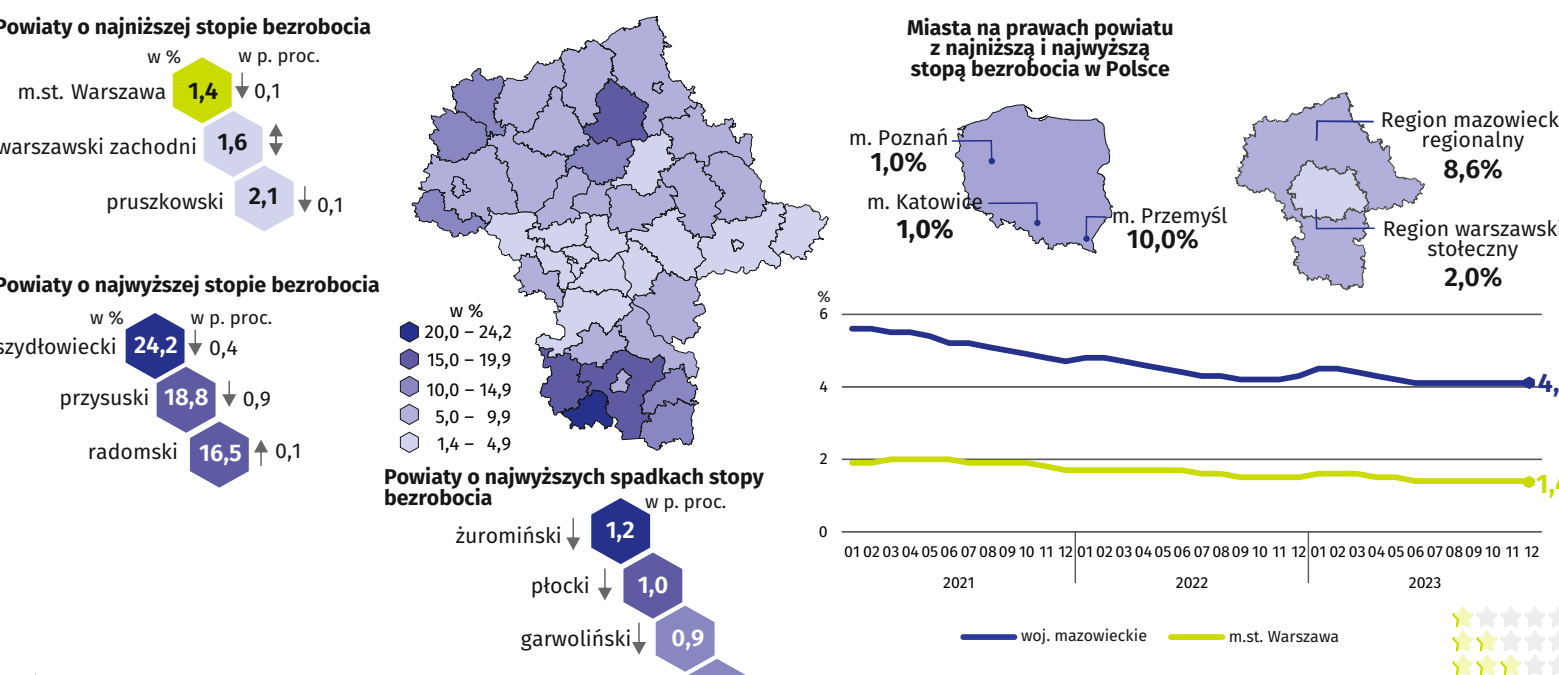 Powiaty o najniższej stopie bezrobocia
w % w p. proc.
m.st. Warszawa 1,4 0,1
warszawski zachodni 1,6
pruszkowski 2,1 0,1
Powiaty o najwyższej stopie bezrobocia
w % w p. proc.
szydłowiecki 24,2 0,4
przysuski 18,8 0,9
radomski 16,5 0,1
w %
20,0 – 24,2
15,0 – 19,9
10,0 – 14,9
5,0 – 9,9
1,4 – 4,9
Powiaty o najwyższych spadkach stopy
bezrobocia
w p. proc.
żuromiński 1,2
płocki 1,0
garwoliński 0,9
Miasta na prawach powiatu
z najniższą i najwyższą
stopą bezrobocia w Polsce
m. Poznań
1,0%
m. Katowice
1,0%
m. Przemyśl
10,0%
Region mazowieck
regionalny
8,6%
Region warszawski
stołeczny
2,0%
%
6
4
2
0
4,
1,4
01 02 03 04 05 06 07 08 09 10 11 12 01 02 03 04 05 06 07 08 09 10 11 12 01 02 03 04 05 06 07 08 09 10 11 12
2021 2022 2023
woj. mazowieckie m.st. Warszawa